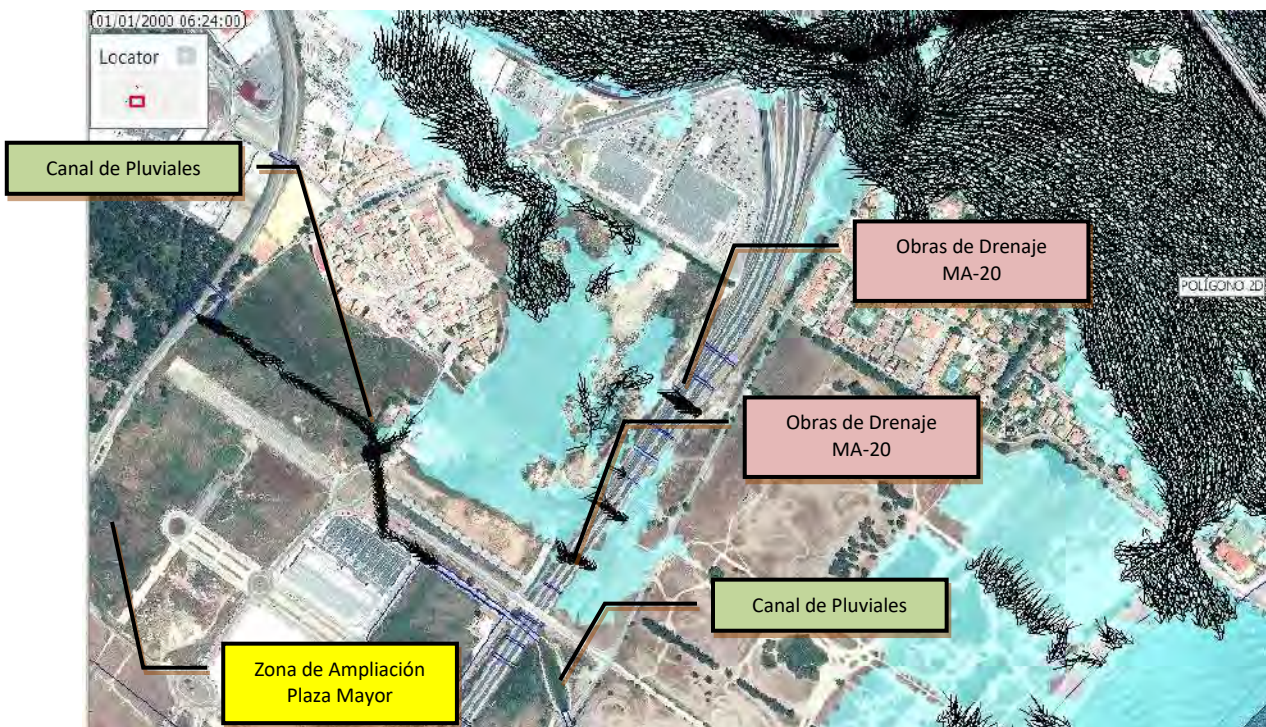 01/01/2000 06:24:00
Locator
Canal de Pluviales
Obras de Drenaje
MA-20
POLÍGONO 2D
Obras de Drenaje
MA-20
Canal de Pluviales
Zona de Ampliación
Plaza Mayor